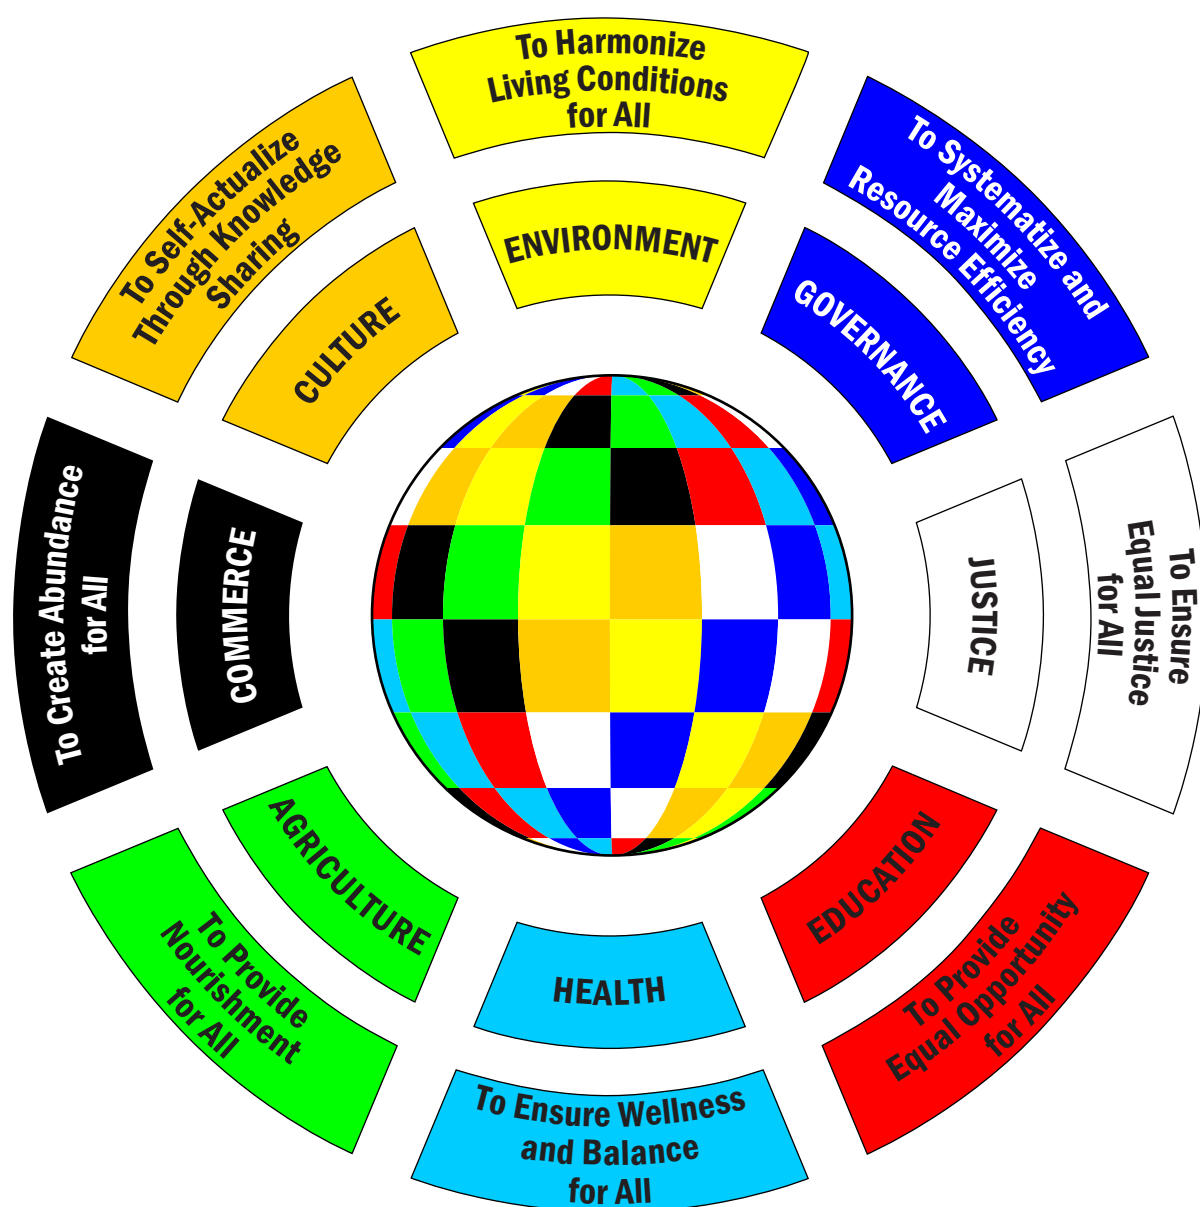 To Harmonize
Living Conditions
for All
ENVIRONMENT
To Systematize and
Maximize
Resource Efficiency
GOVERNANCE
To Ensure
Equal Justice
for All
JUSTICE
To Provide
Equal Opportunity
for All
EDUCATION
To Ensure Wellness
and Balance
for All
HEALTH
To Provide
Nourishment
for All
AGRICULTURE
To Create Abundance
for All
COMMERCE
To Self-Actualize
Through Knowledge
Sharing
CULTURE